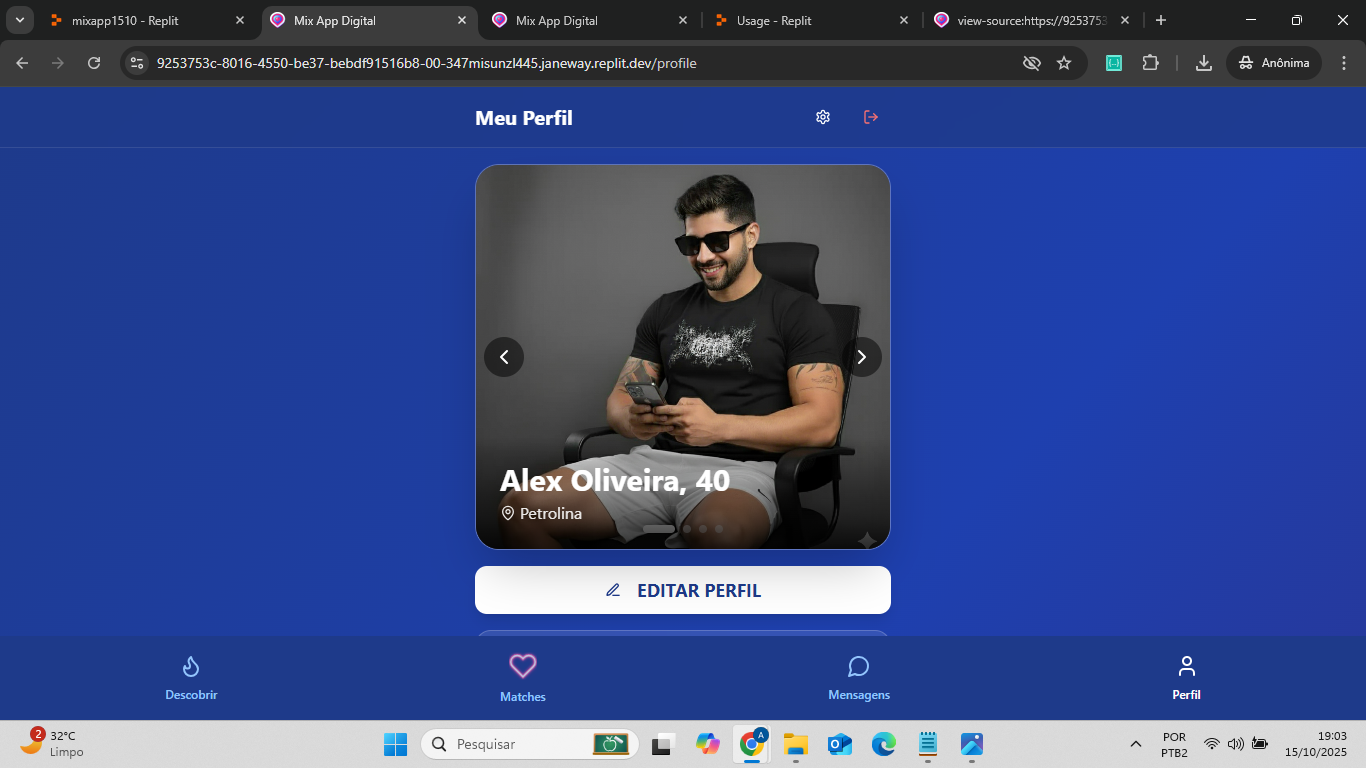 mixapp1510 - Replit
Mix App Digital
Mix App Digital
Usage - Replit
view-source:https://9253753
9253753c-8016-4550-be37-bebdf91516b8-00-347misunzl445.janeway.replit.dev/profile
Anônima
Meu Perfil
Alex Oliveira, 40
Petrolina
EDITAR PERFIL
Descobrir
Matches
Mensagens
Perfil
2
32°C
Limpo
Pesquisar
A
POR
PTB2
19:03
15/10/2025